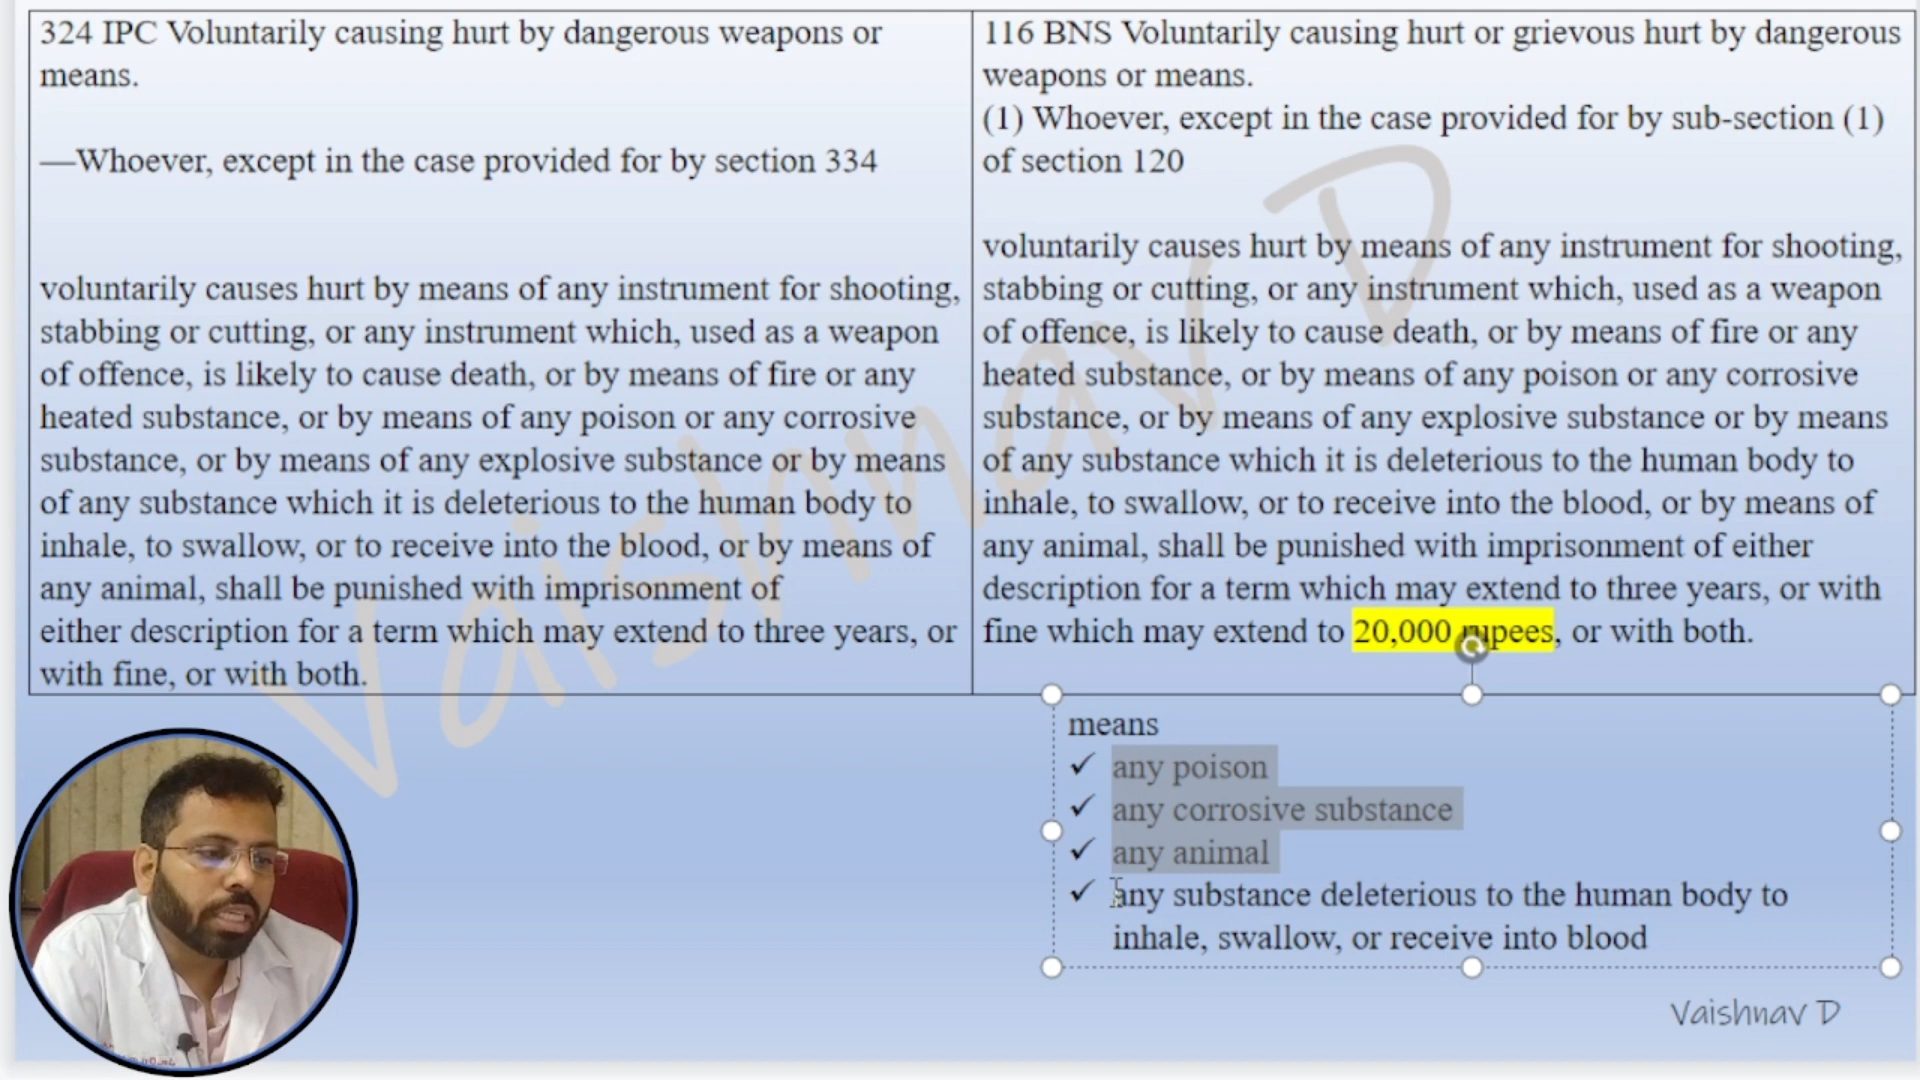 324 IPC Voluntarily causing hurt by dangerous weapons or
means.
—Whoever, except in the case provided for by section 334
voluntarily causes hurt by means of any instrument for shooting,
stabbing or cutting, or any instrument which, used as a weapon
of offence, is likely to cause death, or by means of fire or any
heated substance, or by means of any poison or any corrosive
substance, or by means of any explosive substance or by means
of any substance which it is deleterious to the human body to
inhale, to swallow, or to receive into the blood, or by means of
any animal, shall be punished with imprisonment of
either description for a term which may extend to three years, or
with fine, or with both.
116 BNS Voluntarily causing hurt or grievous hurt by dangerous
weapons or means.
(1) Whoever, except in the case provided for by sub-section (1)
of section 120
voluntarily causes hurt by means of any instrument for shooting,
stabbing or cutting, or any instrument which, used as a weapon
of offence, is likely to cause death, or by means of fire or any
heated substance, or by means of any poison or any corrosive
substance, or by means of any explosive substance or by means
of any substance which it is deleterious to the human body to
inhale, to swallow, or to receive into the blood, or by means of
any animal, shall be punished with imprisonment of either
description for a term which may extend to three years, or with
fine which may extend to 20,000 rupees, or with both.
means
✓ any poison
✓ any corrosive substance
✓ any animal
✓ any substance deleterious to the human body to
inhale, swallow, or receive into blood
Vaishnav D
Vaishnav D